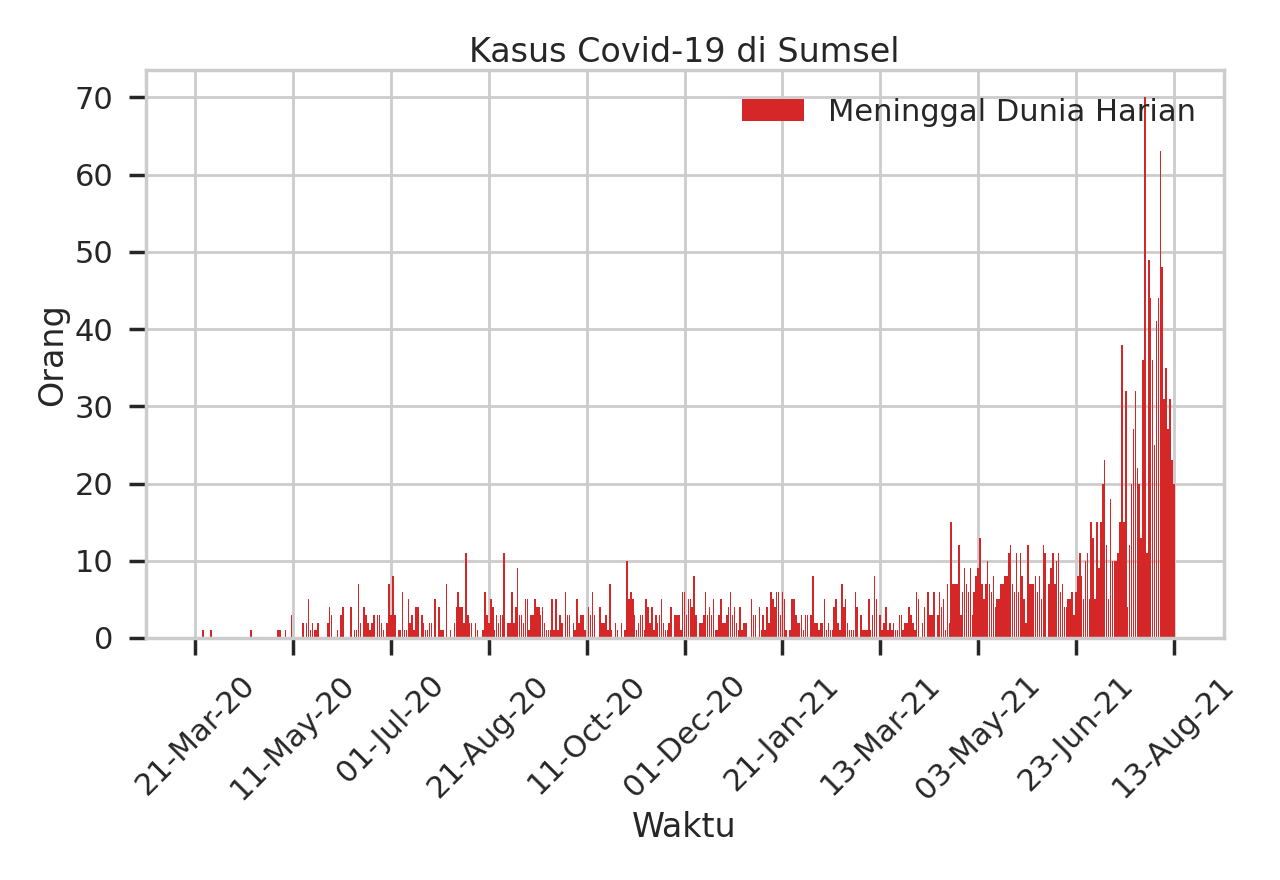 Kasus Covid-19 di Sumsel
Meninggal Dunia Harian
Orang
70
60
50
40
30
20
10
0
21-Mar-20
11-May-20
01-Jul-20
21-Aug-20
11-Oct-20
01-Dec-20
21-Jan-21
13-Mar-21
03-May-21
23-Jun-21
13-Aug-21
Waktu